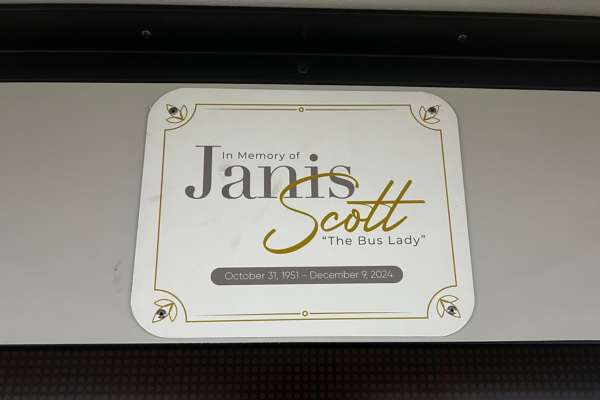 In Memory of
Janis
Scott
“The Bus Lady”
October 31, 1951 – December 9, 2024